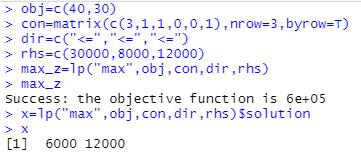 > obj=c(40,30)
> con=matrix(c(3,1,1,0,0,1),nrow=3,byrow=T)
> dir=c("<=","<=","<=")
> rhs=c(30000,8000,12000)
> max_z=lp("max",obj,con,dir,rhs)
> max_z
Success: the objective function is 6e+05
> x=lp("max",obj,con,dir,rhs)$solution
> x
[1]  6000 12000